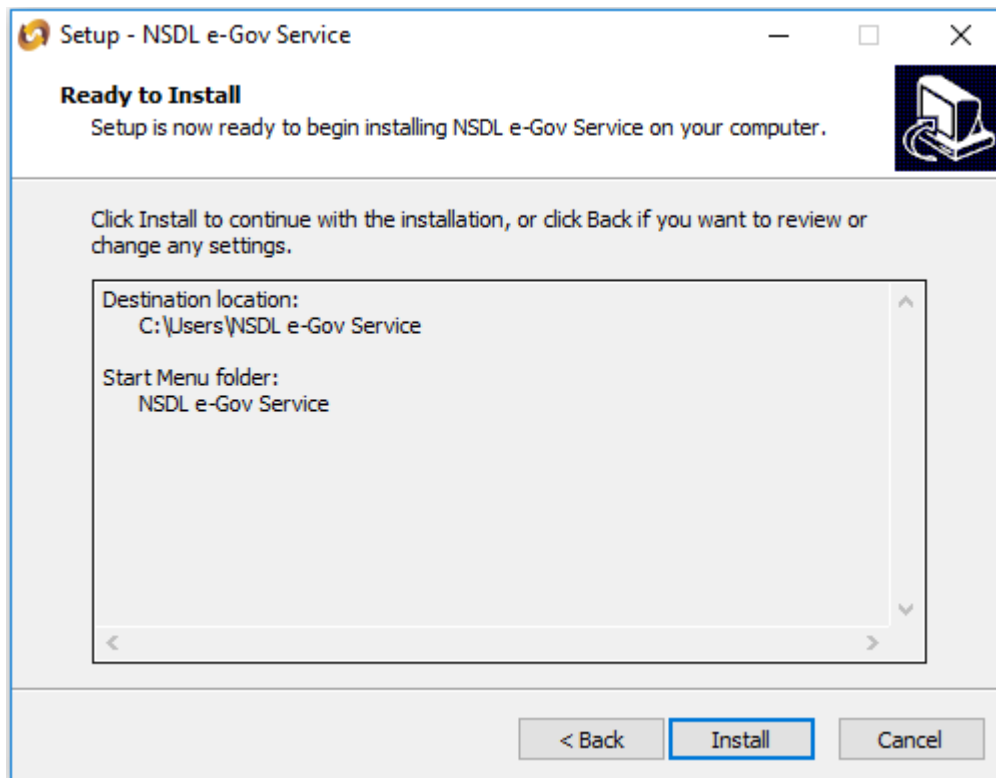 Setup - NSDL e-Gov Service
Ready to Install
Setup is now ready to begin installing NSDL e-Gov Service on your computer.
Click Install to continue with the installation, or click Back if you want to review or
change any settings.
Destination location:
C:\Users\NSDL e-Gov Service
Start Menu folder:
NSDL e-Gov Service
< Back
Install
Cancel